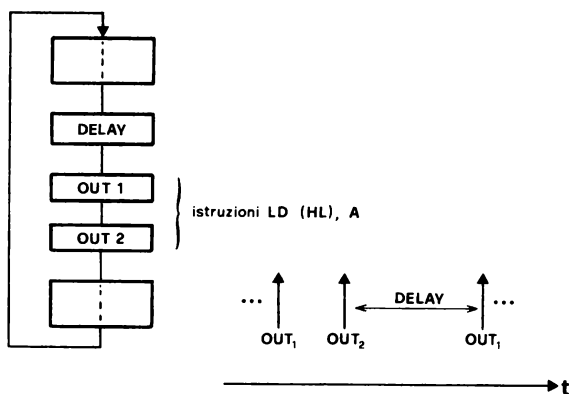 DELAY
OUT 1
OUT 2
istruzioni LD (HL), A
... DELAY ...
OUT₁ OUT₂ OUT₁
t